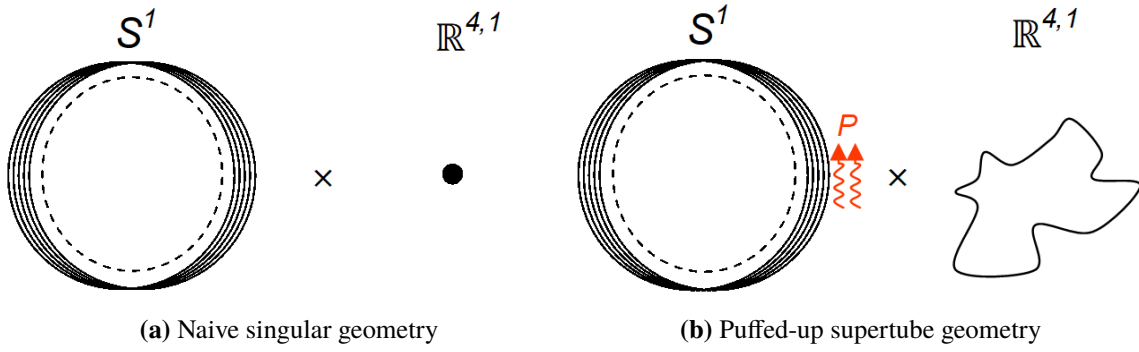 S¹ ℝ⁴,¹ S¹ ℝ⁴,¹
P
× ×
(a) Naive singular geometry (b) Puffed-up supertube geometry